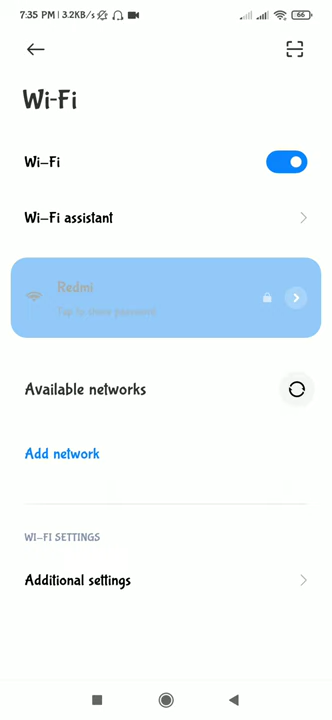 7:35 PM | 3.2KB/s 66
Wi-Fi
Wi-Fi
Wi-Fi assistant
Redmi
Tap to share password
Available networks
Add network
WI-FI SETTINGS
Additional settings